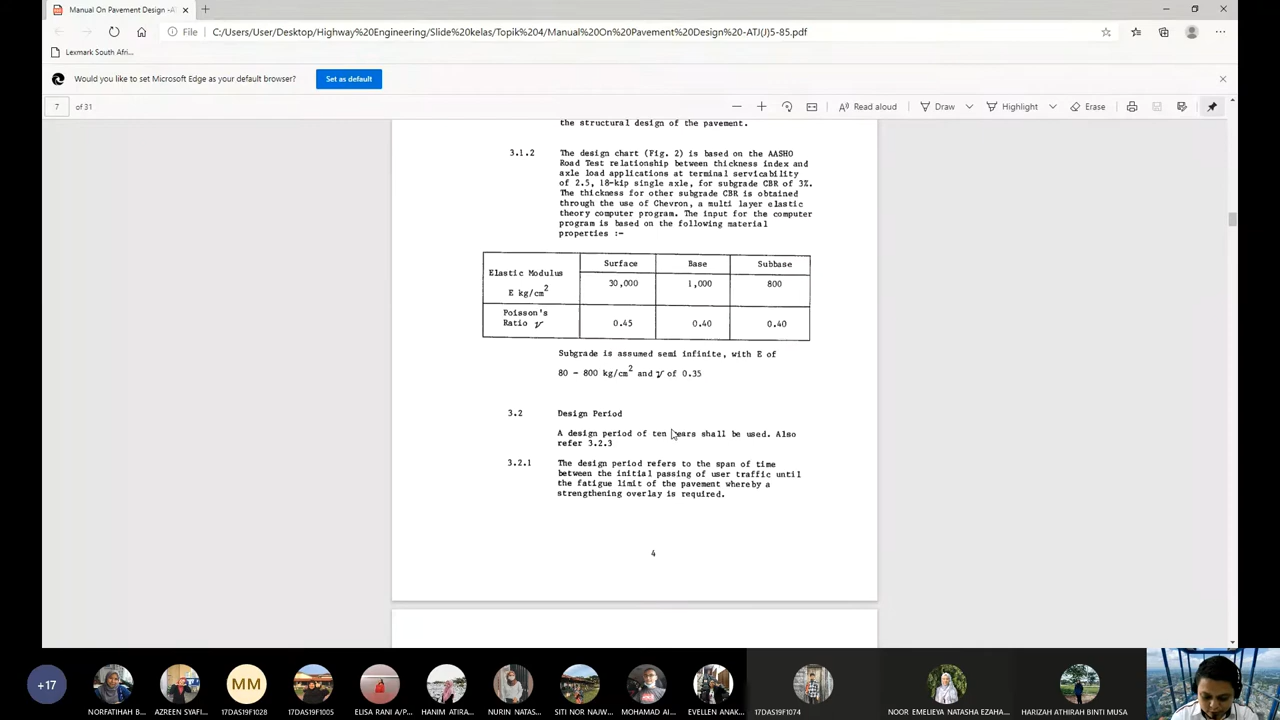 Manual On Pavement Design -AT
C:/Users/User/Desktop/Highway%20Engineering/Slide%20kelas/Topik%204/Manual%20On%20Pavement%20Design%20-ATJ(J)5-85.pdf
File
Lexmark South Afri...
Would you like to set Microsoft Edge as your default browser?
Set as default
7 of 31
Read aloud
Draw
Highlight
Erase
the structural design of the pavement.
3.1.2 The design chart (Fig. 2) is based on the AASHO
Road Test relationship between thickness index and
axle load applications at terminal servicability
of 2.5, 18-kip single axle, for subgrade CBR of 3%.
The thickness for other subgrade CBR is obtained
through the use of Chevron, a multi layer elastic
theory computer program. The input for the computer
program is based on the following material
properties :-
Surface Base Subbase
Elastic Modulus
E kg/cm2
30,000 1,000 800
Poisson's
Ratio ν
0.45 0.40 0.40
Subgrade is assumed semi infinite, with E of
80 - 800 kg/cm2 and ν of 0.35
3.2 Design Period
A design period of ten years shall be used. Also
refer 3.2.3
3.2.1 The design period refers to the span of time
between the initial passing of user traffic until
the fatigue limit of the pavement whereby a
strengthening overlay is required.
4
+17
MM
NORFATIHAH B...
AZREEN SYAFI...
17DAS19F1028
17DAS19F1005
ELISA RANI A/P...
HANIM ATIRA...
NURIN NATAS...
SITI NOR NAJW...
MOHAMAD AI...
EVELLEN ANAK...
17DAS19F1074
NOOR EMELIEYA NATASHA EZAHA...
HARIZAH ATHIRAH BINTI MUSA